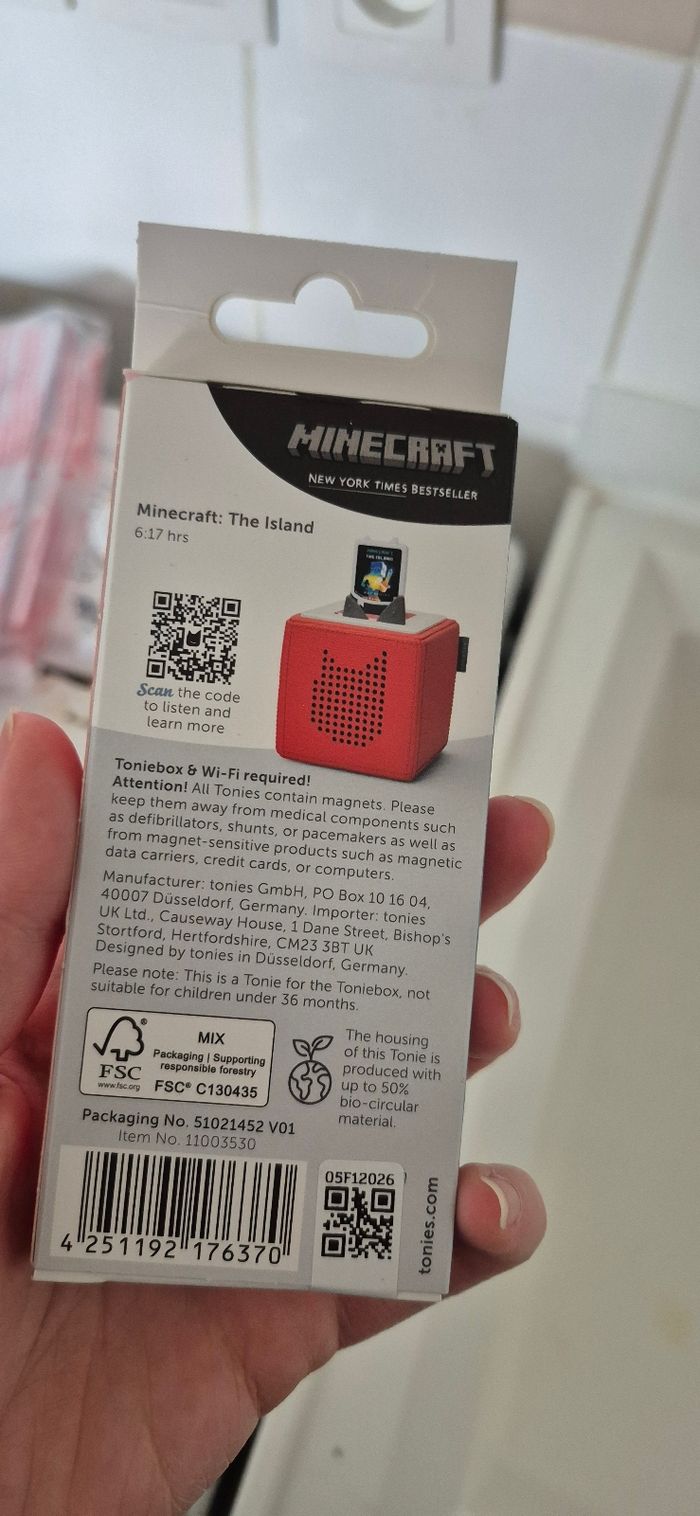 MINECRAFT
NEW YORK TIMES BESTSELLER
Minecraft: The Island
6:17 hrs
MINECRAFT
THE ISLAND
Scan the code
to listen and
learn more
Toniebox & Wi-Fi required!
Attention! All Tonies contain magnets. Please
keep them away from medical components such
as defibrillators, shunts, or pacemakers as well as
from magnet-sensitive products such as magnetic
data carriers, credit cards, or computers.
Manufacturer: tonies GmbH, PO Box 10 16 04,
40007 Düsseldorf, Germany. Importer: tonies
UK Ltd., Causeway House, 1 Dane Street, Bishop's
Stortford, Hertfordshire, CM23 3BT UK
Designed by tonies in Düsseldorf, Germany.
Please note: This is a Tonie for the Toniebox, not
suitable for children under 36 months.
FSC
www.fsc.org
MIX
Packaging | Supporting
responsible forestry
FSC® C130435
The housing
of this Tonie is
produced with
up to 50%
bio-circular
material.
Packaging No. 51021452 V01
Item No. 11003530
4 251192 176370
05F12026
tonies.com